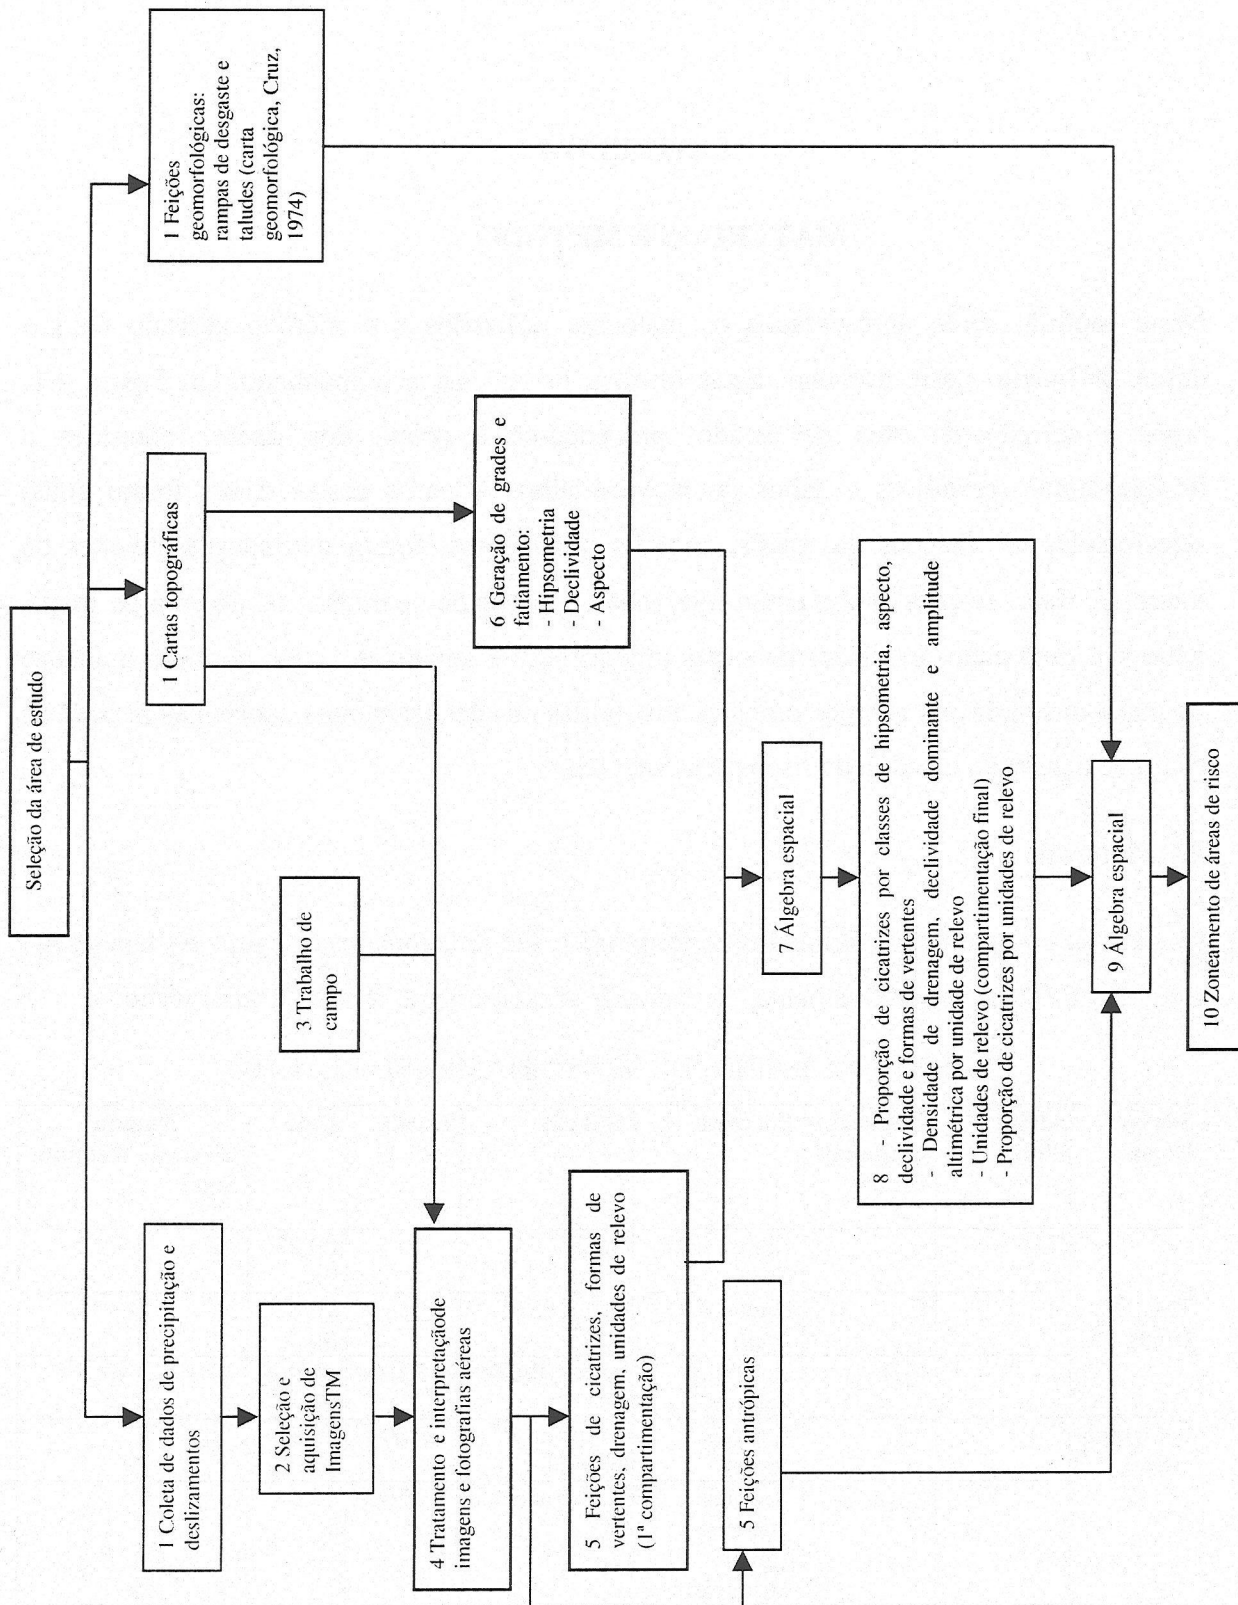 Seleção da área de estudo
1 Coleta de dados de precipitação e
deslizamentos
1 Cartas topográficas
1 Feições
geomorfológicas:
rampas de desgaste e
taludes (carta
geomorfológica, Cruz,
1974)
2 Seleção e
aquisição de
ImagensTM
3 Trabalho de
campo
4 Tratamento e interpretaçãode
imagens e fotografias aéreas
6 Geração de grades e
fatiamento:
- Hipsometria
- Declividade
- Aspecto
5 Feições de cicatrizes, formas de
vertentes, drenagem, unidades de relevo
(1ª compartimentação)
5 Feições antrópicas
7 Álgebra espacial
8 - Proporção de cicatrizes por classes de hipsometria, aspecto,
declividade e formas de vertentes
- Densidade de drenagem, declividade dominante e amplitude
altimétrica por unidade de relevo
- Unidades de relevo (compartimentação final)
- Proporção de cicatrizes por unidades de relevo
9 Álgebra espacial
10 Zoneamento de áreas de risco